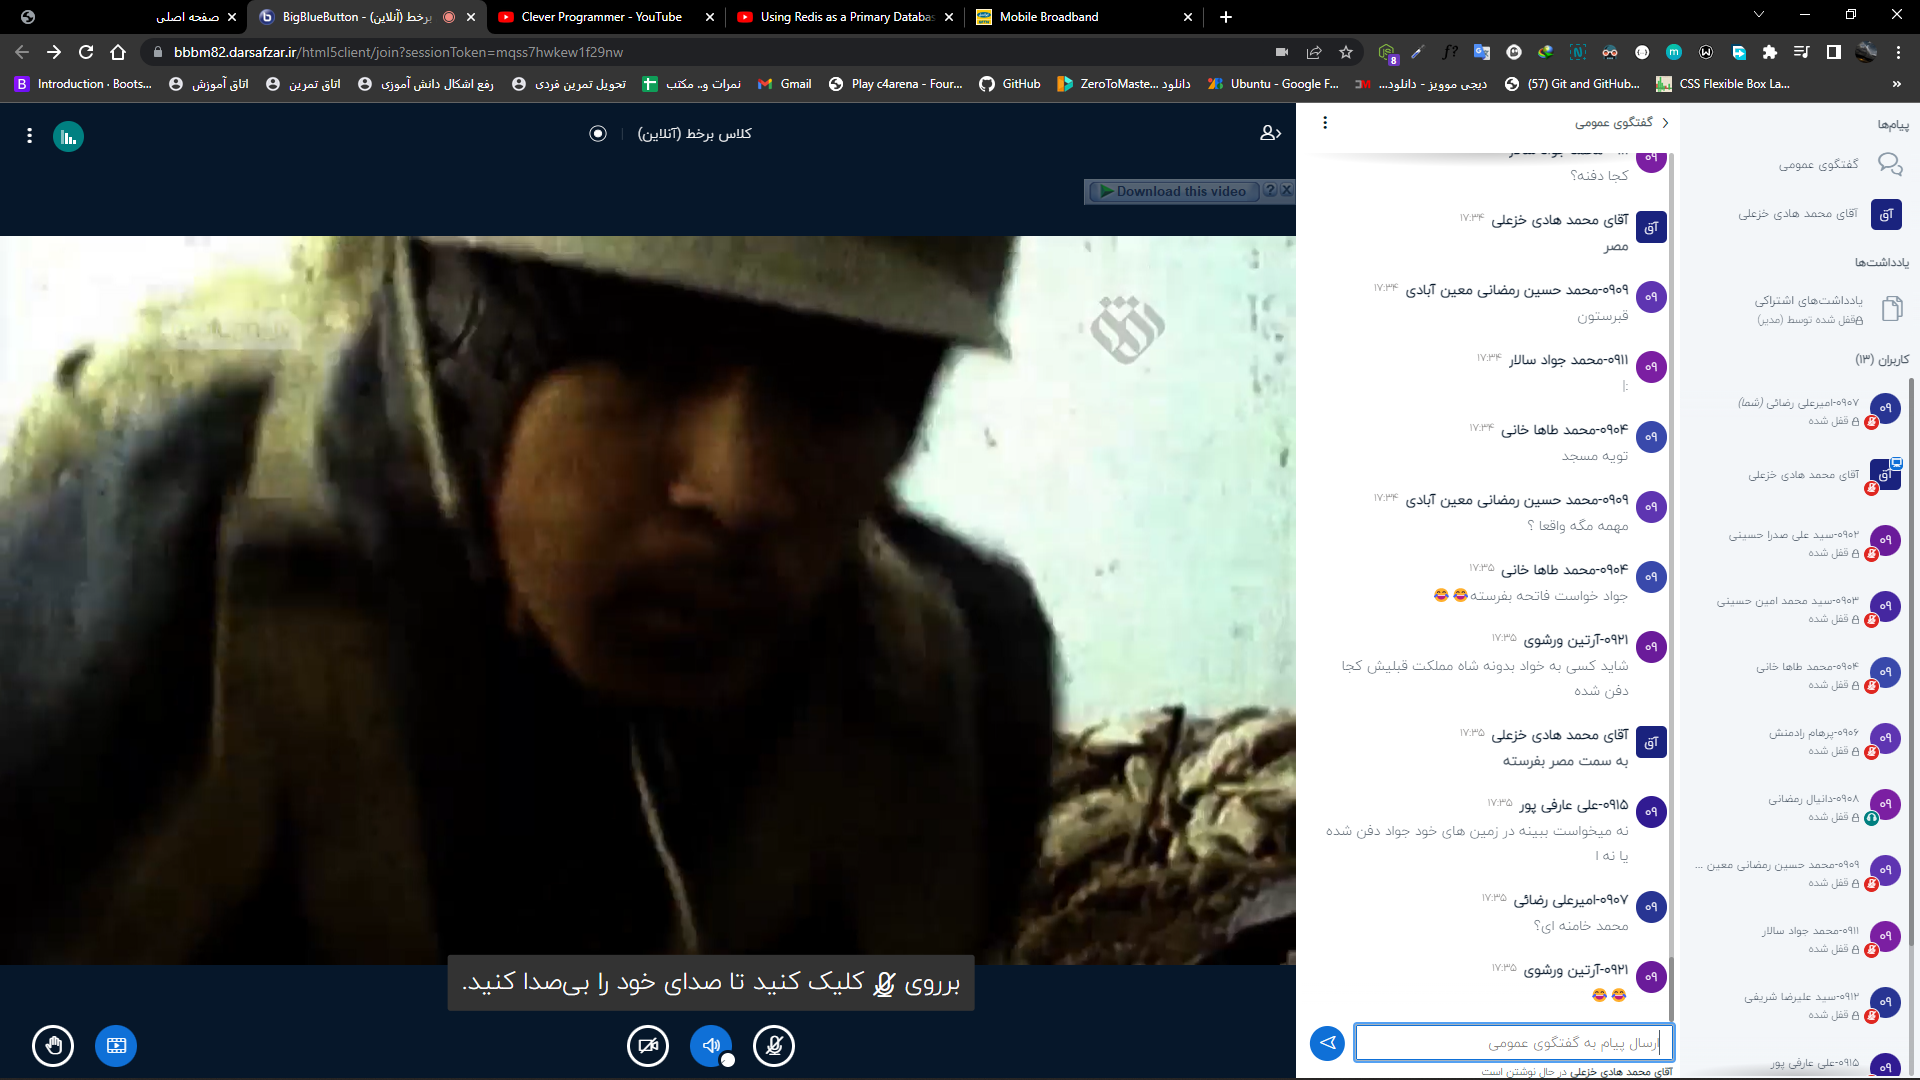 صفحه اصلی
BigBlueButton - برخط (آنلاین)
Clever Programmer - YouTube
Using Redis as a Primary Databas
Mobile Broadband
bbbm82.darsafzar.ir/html5client/join?sessionToken=mqss7hwkew1f29nw
8
Introduction · Boots...
اتاق آموزش
اتاق تمرین
رفع اشکال دانش آموزی
تحویل تمرین فردی
نمرات و.. مکتب
Gmail
Play c4arena - Four...
GitHub
ZeroToMaste... دانلود
Ubuntu - Google F...
دیجی موویز - دانلود...
(57) Git and GitHub...
CSS Flexible Box La...
»
کلاس برخط (آنلاین)
Download this video
? X
برروی کلیک کنید تا صدای خود را بی‌صدا کنید.
گفتگوی عمومی
کجا دفنه؟
آقای محمد هادی خزعلی ۱۷:۳۴
مصر
۰۹۰۹-محمد حسین رمضانی معین آبادی ۱۷:۳۴
قبرستون
۰۹۱۱-محمد جواد سالار ۱۷:۳۴
:|
۰۹۰۴-محمد طاها خانی ۱۷:۳۴
تویه مسجد
۰۹۰۹-محمد حسین رمضانی معین آبادی ۱۷:۳۴
مهمه مگه واقعا ؟
۰۹۰۴-محمد طاها خانی ۱۷:۳۵
جواد خواست فاتحه بفرسته😂😂
۰۹۲۱-آرتین ورشوی ۱۷:۳۵
شاید کسی به خواد بدونه شاه مملکت قبلیش کجا
دفن شده
آقای محمد هادی خزعلی ۱۷:۳۵
به سمت مصر بفرسته
۰۹۱۵-علی عارفی پور ۱۷:۳۵
نه میخواست ببینه در زمین های خود جواد دفن شده
یا نه ا
۰۹۰۷-امیرعلی رضائی ۱۷:۳۵
محمد خامنه ای؟
۰۹۲۱-آرتین ورشوی ۱۷:۳۵
😂😂
ارسال پیام به گفتگوی عمومی
آقای محمد هادی خزعلی در حال نوشتن است
پیام‌ها
گفتگوی عمومی
آق
آقای محمد هادی خزعلی
یادداشت‌ها
یادداشت‌های اشتراکی
قفل شده توسط (مدیر)
کاربران (۱۳)
۰۹۰۷-امیرعلی رضائی (شما)
قفل شده
آقای محمد هادی خزعلی
۰۹۰۲-سید علی صدرا حسینی
قفل شده
۰۹۰۳-سید محمد امین حسینی
قفل شده
۰۹۰۴-محمد طاها خانی
قفل شده
۰۹۰۶-پرهام رادمنش
قفل شده
۰۹۰۸-دانیال رمضانی
قفل شده
۰۹۰۹-محمد حسین رمضانی معین ...
قفل شده
۰۹۱۱-محمد جواد سالار
قفل شده
۰۹۱۲-سید علیرضا شریفی
قفل شده
۰۹۱۵-علی عارفی پور